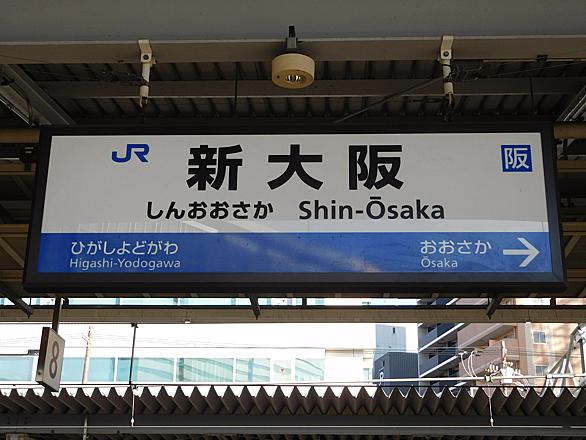 JR 新大阪 阪
しんおおさか Shin-Ōsaka
ひがしよどがわ おおさか →
Higashi-Yodogawa Ōsaka
8